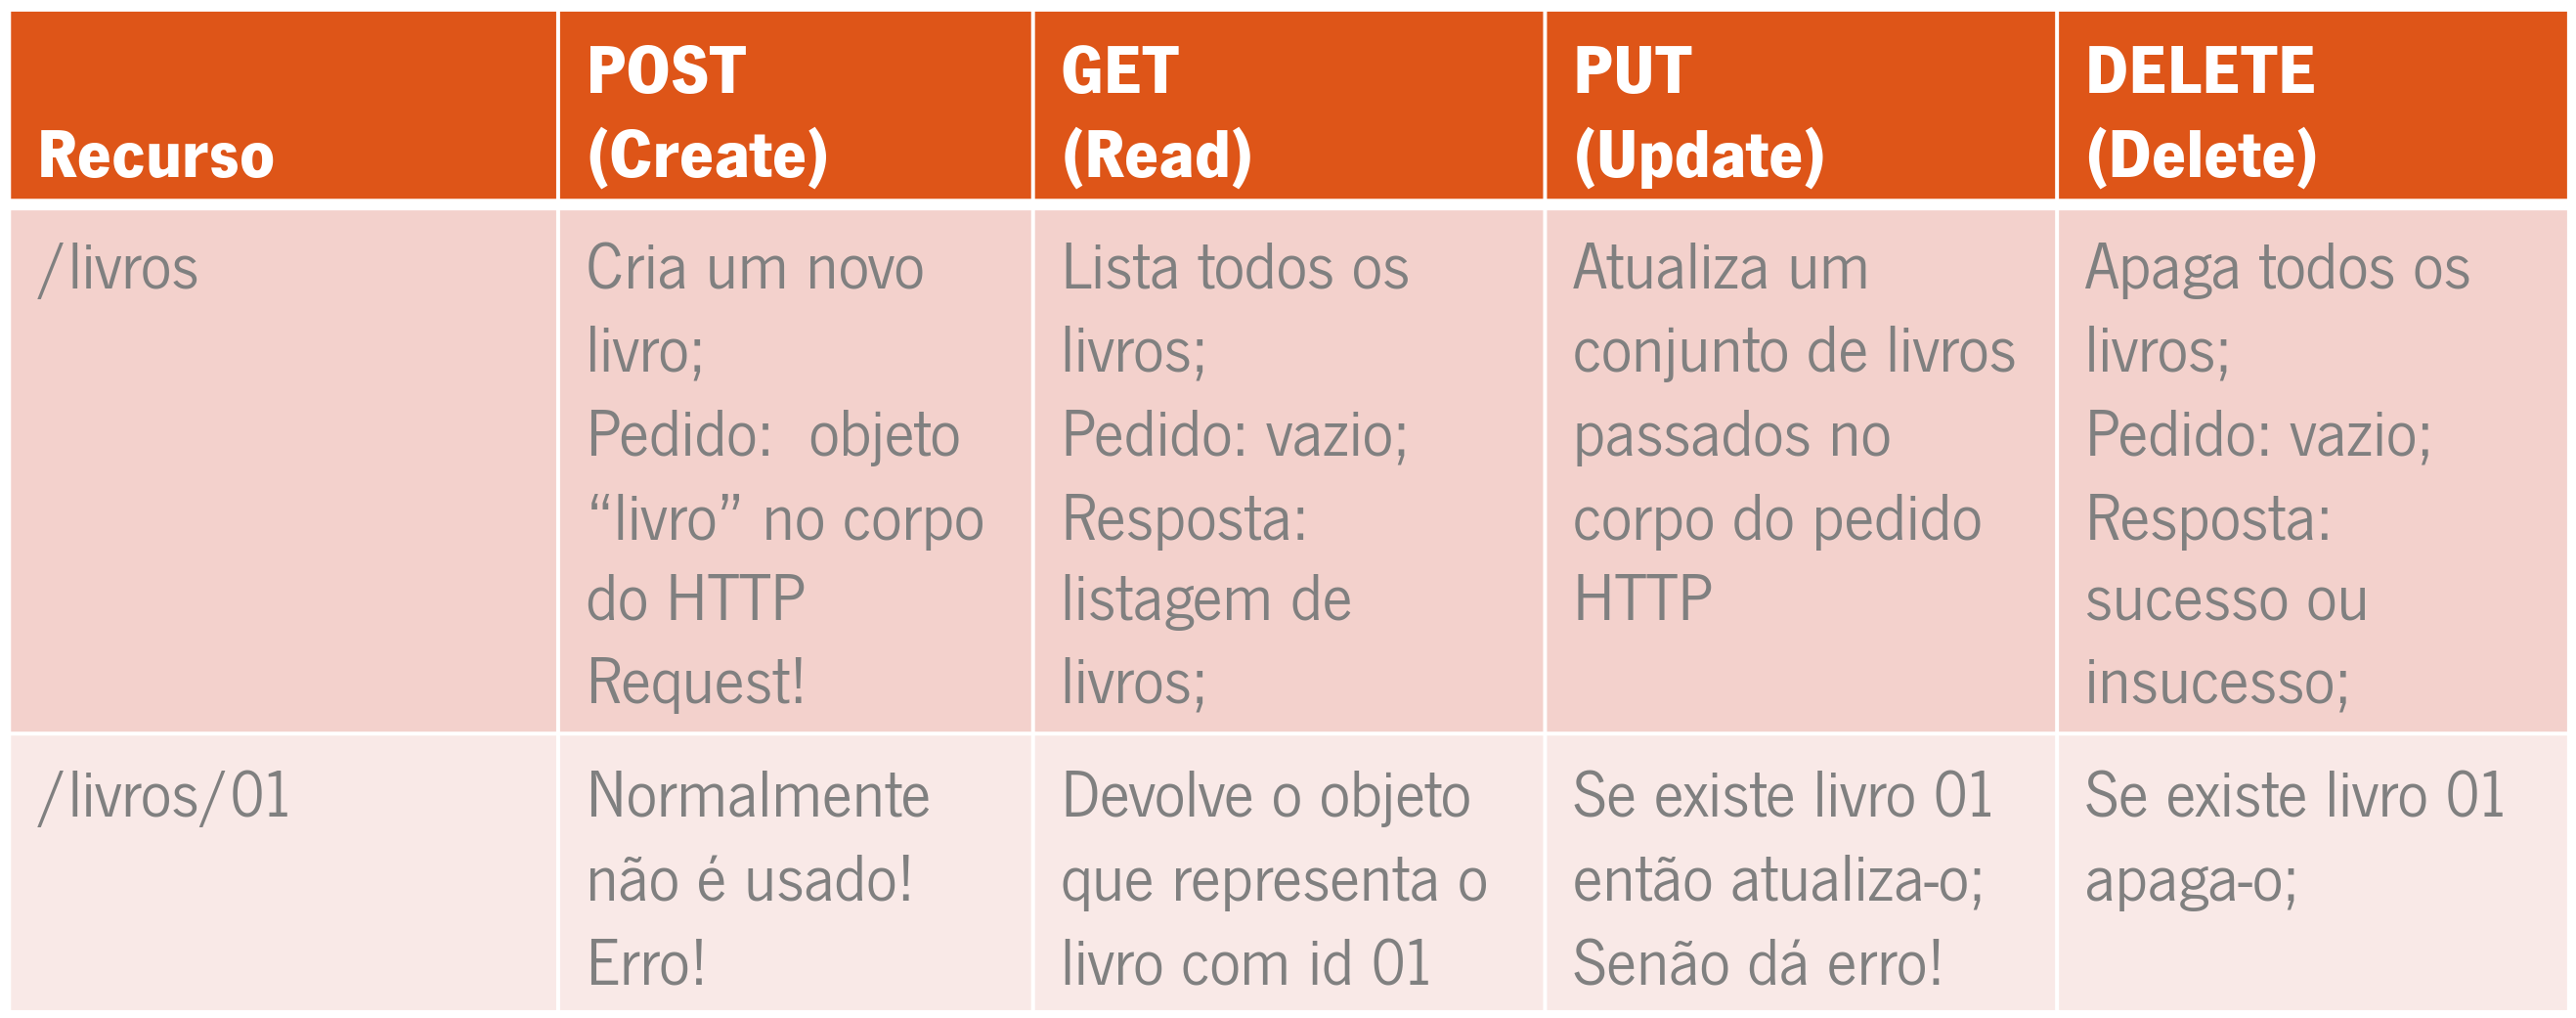 Recurso
POST
(Create)
GET
(Read)
PUT
(Update)
DELETE
(Delete)
/livros
Cria um novo
livro;
Pedido:  objeto
“livro” no corpo
do HTTP
Request!
Lista todos os
livros;
Pedido: vazio;
Resposta:
listagem de
livros;
Atualiza um
conjunto de livros
passados no
corpo do pedido
HTTP
Apaga todos os
livros;
Pedido: vazio;
Resposta:
sucesso ou
insucesso;
/livros/01
Normalmente
não é usado!
Erro!
Devolve o objeto
que representa o
livro com id 01
Se existe livro 01
então atualiza-o;
Senão dá erro!
Se existe livro 01
apaga-o;